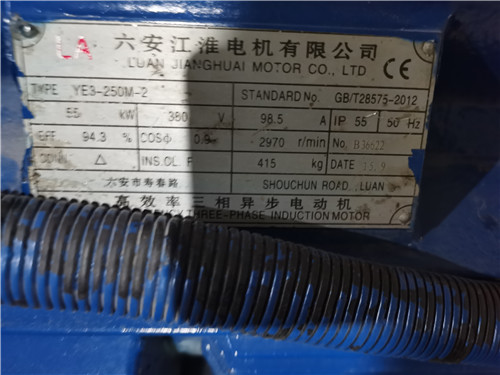 LA 六安江淮电机有限公司
LUAN JIANGHUAI MOTOR CO., LTD CE
TYPE YE3-250M-2 STANDARD No. GB/T28575-2012
55 kW 380 V 98.5 A IP 55 50 Hz
EFF 94.3 % COSΦ 0.9 2970 r/min No. B36622
△ INS.CL F 415 kg DATE
六安市寿春路 SHOUCHUN ROAD, LUAN
高效率三相异步电动机
THREE-PHASE INDUCTION MOTOR